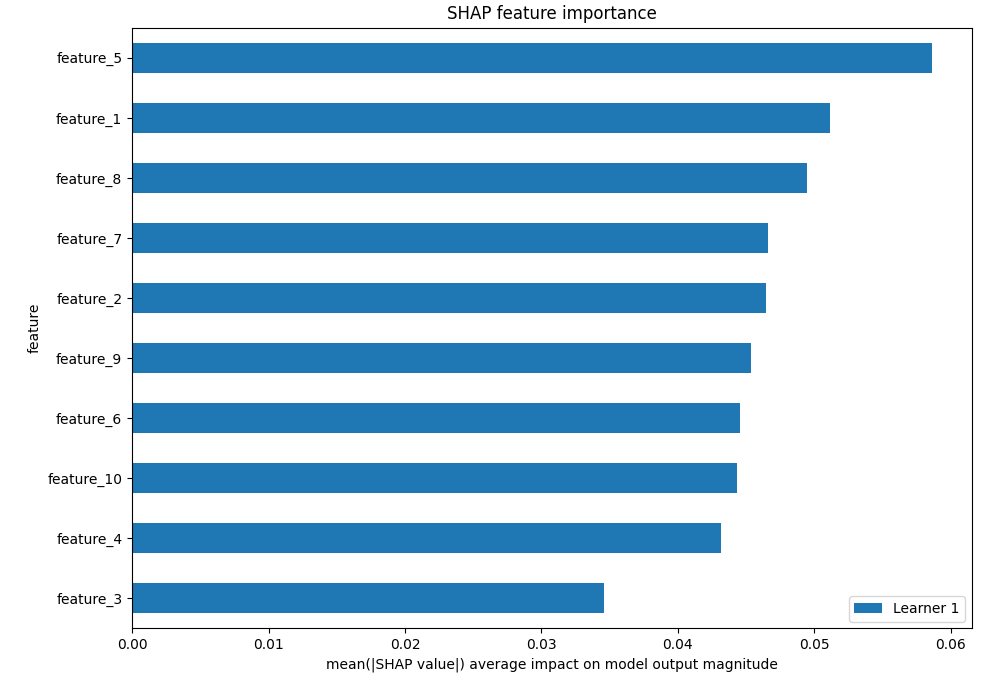 SHAP feature importance
feature_5
feature_1
feature_8
feature_7
feature_2
feature_9
feature_6
feature_10
feature_4
feature_3
feature
Learner 1
0.00 0.01 0.02 0.03 0.04 0.05 0.06
mean(|SHAP value|) average impact on model output magnitude